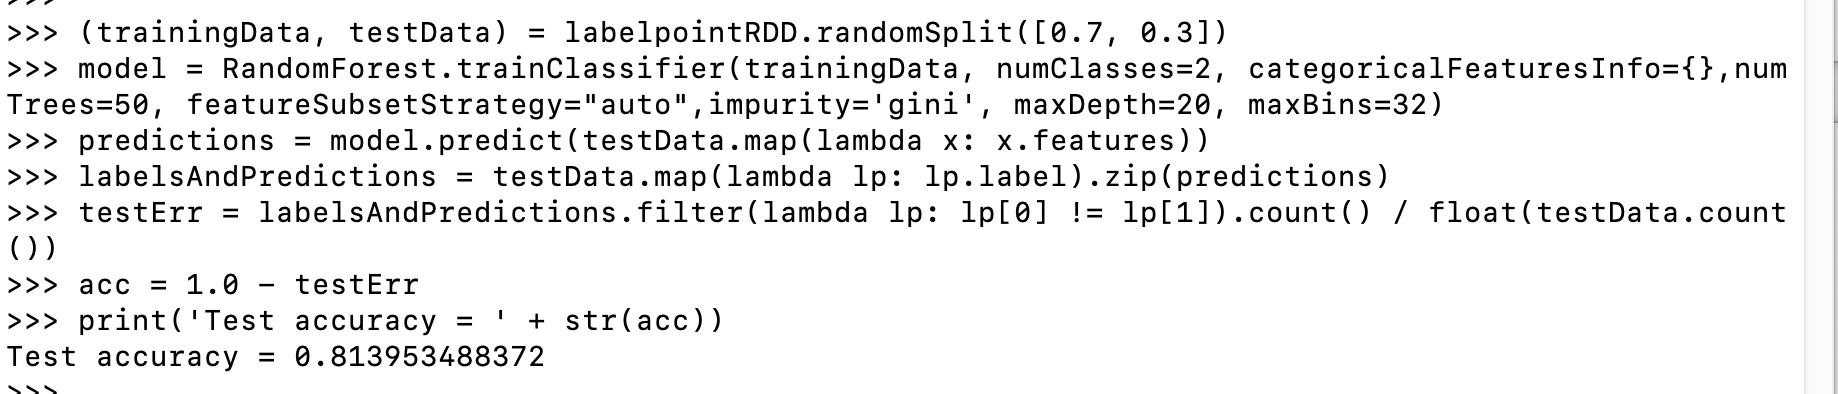 >>>
>>> (trainingData, testData) = labelpointRDD.randomSplit([0.7, 0.3])
>>> model = RandomForest.trainClassifier(trainingData, numClasses=2, categoricalFeaturesInfo={},num
Trees=50, featureSubsetStrategy="auto",impurity='gini', maxDepth=20, maxBins=32)
>>> predictions = model.predict(testData.map(lambda x: x.features))
>>> labelsAndPredictions = testData.map(lambda lp: lp.label).zip(predictions)
>>> testErr = labelsAndPredictions.filter(lambda lp: lp[0] != lp[1]).count() / float(testData.count
())
>>> acc = 1.0 - testErr
>>> print('Test accuracy = ' + str(acc))
Test accuracy = 0.813953488372
>>>